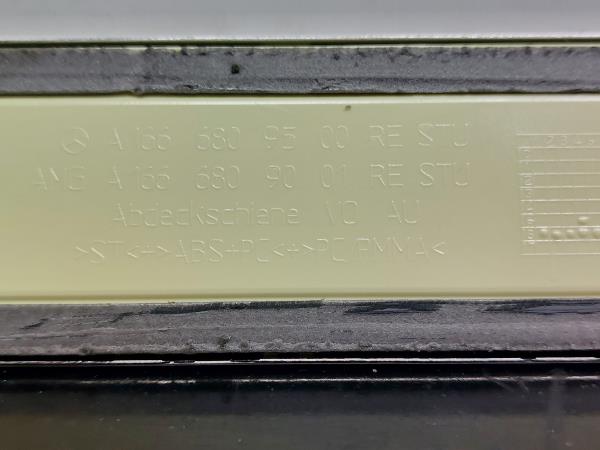 A 166 680 95 00 RE STU
AMG A 166 680 90 01 RE STU
Abdeckschiene VO AU
>ST<+>ABS+PC<+>PC/PMMA<